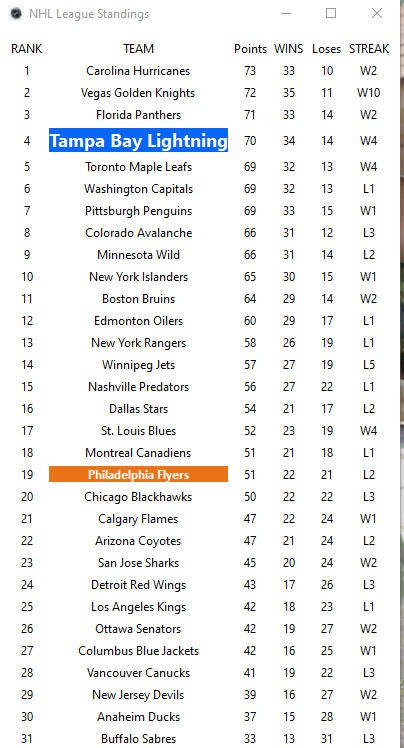 NHL League Standings
RANK TEAM Points WINS Loses STREAK
1 Carolina Hurricanes 73 33 10 W2
2 Vegas Golden Knights 72 35 11 W10
3 Florida Panthers 71 33 14 W2
4 Tampa Bay Lightning 70 34 14 W4
5 Toronto Maple Leafs 69 32 13 W4
6 Washington Capitals 69 32 13 L1
7 Pittsburgh Penguins 69 33 15 W1
8 Colorado Avalanche 66 31 12 L3
9 Minnesota Wild 66 31 14 L2
10 New York Islanders 65 30 15 W1
11 Boston Bruins 64 29 14 W2
12 Edmonton Oilers 60 29 17 L1
13 New York Rangers 58 26 19 L1
14 Winnipeg Jets 57 27 19 L5
15 Nashville Predators 56 27 22 L1
16 Dallas Stars 54 21 17 L2
17 St. Louis Blues 52 23 19 W4
18 Montreal Canadiens 51 21 18 L1
19 Philadelphia Flyers 51 22 21 L2
20 Chicago Blackhawks 50 22 22 L3
21 Calgary Flames 47 22 24 W1
22 Arizona Coyotes 47 21 24 L2
23 San Jose Sharks 45 20 24 W2
24 Detroit Red Wings 43 17 26 L3
25 Los Angeles Kings 42 18 23 L1
26 Ottawa Senators 42 19 27 W2
27 Columbus Blue Jackets 42 16 25 W1
28 Vancouver Canucks 41 19 22 L3
29 New Jersey Devils 39 16 27 W2
30 Anaheim Ducks 37 15 28 W1
31 Buffalo Sabres 33 13 31 L3